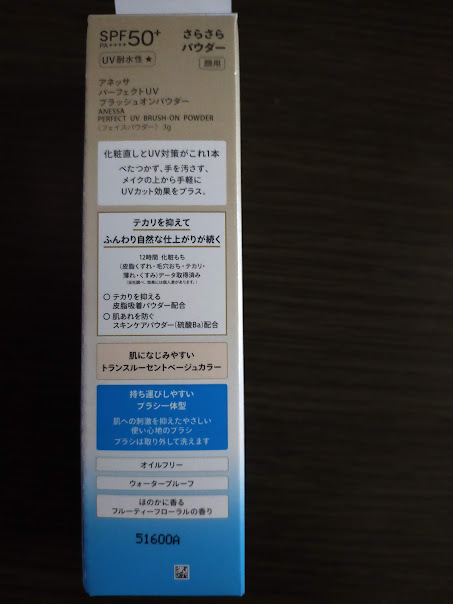 SPF50+
PA++++
UV耐水性★
さらさら
パウダー
顔用
アネッサ
パーフェクトUV
ブラッシュオンパウダー
ANESSA
PERFECT UV BRUSH-ON POWDER
〈フェイスパウダー〉 3g
化粧直しとUV対策がこれ1本
べたつかず、手を汚さず、
メイクの上から手軽に
UVカット効果をプラス。
テカリを抑えて
ふんわり自然な仕上がりが続く
12時間 化粧もち
(皮脂くずれ・毛穴おち・テカリ・
薄れ・くすみ)データ取得済み
○ テカリを抑える
皮脂吸着パウダー配合
○ 肌あれを防ぐ
スキンケアパウダー(硫酸Ba)配合
肌になじみやすい
トランスルーセントベージュカラー
持ち運びしやすい
ブラシ一体型
肌への刺激を抑えたやさしい
使い心地のブラシ
ブラシは取り外して洗えます
オイルフリー
ウォータープルーフ
ほのかに香る
フルーティーフローラルの香り
51600A